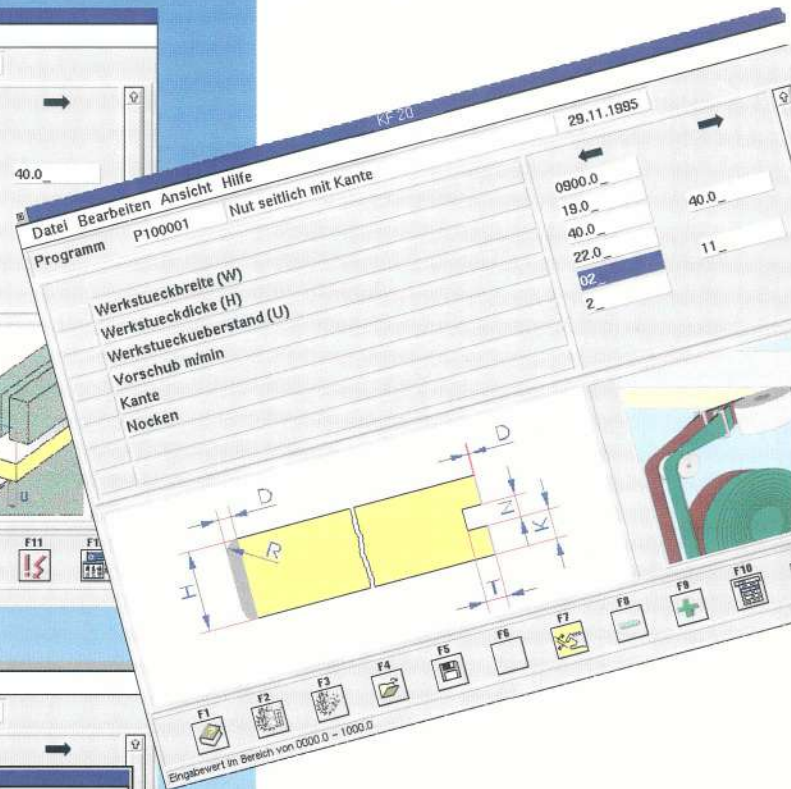 KF 20
Datei Bearbeiten Ansicht Hilfe
29.11.1995
Programm P100001 Nut seitlich mit Kante
Werkstueckbreite (W) 0900.0_
Werkstueckdicke (H) 19.0_ 40.0_
Werkstueckueberstand (U) 40.0_
Vorschub m/min 22.0_ 11_
Kante 02_
Nocken 2_
D
D
R
H
N
K
T
F1 F2 F3 F4 F5 F6 F7 F8 F9 F10
Eingabewert im Bereich von 0000.0 - 1000.0
40.0_
U
F11